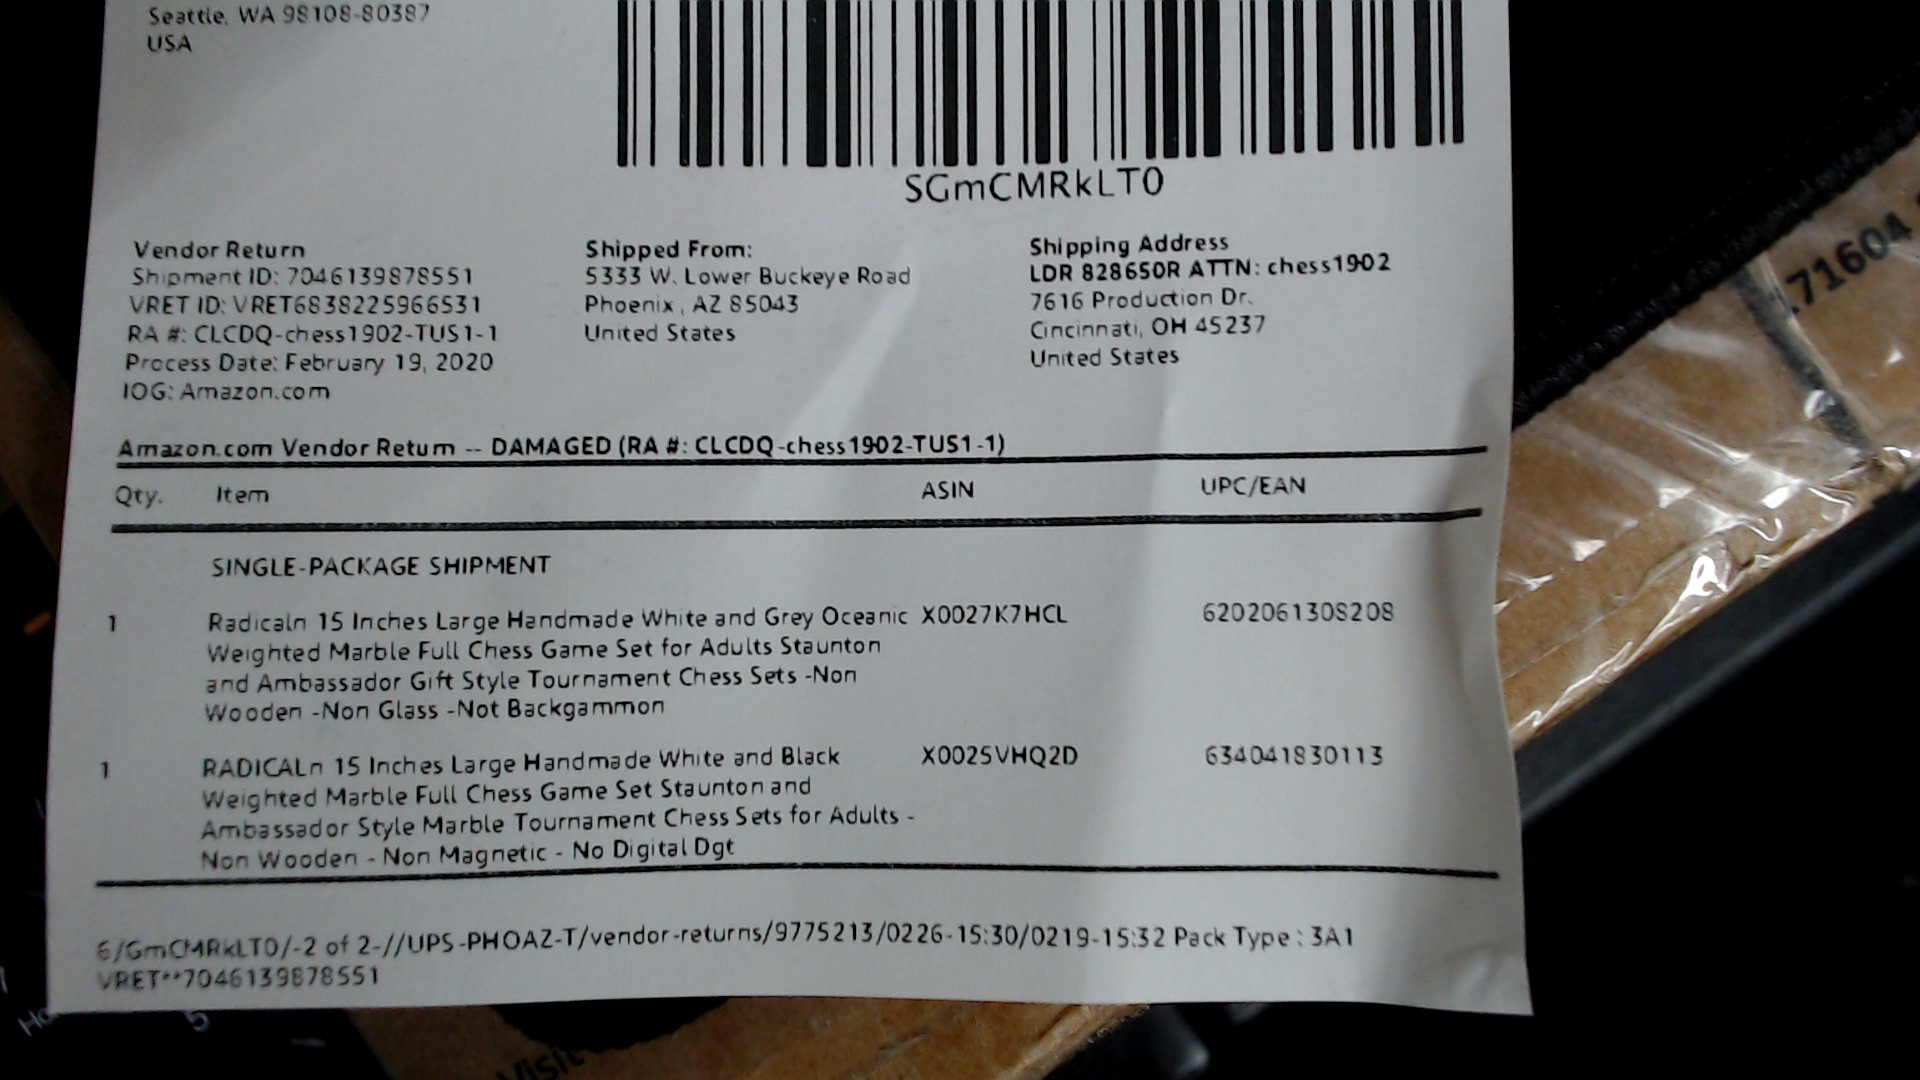 Seattle, WA 98108-80387
USA
SGmCMRkLT0
Vendor Return
Shipment ID: 7046139878551
VRET ID: VRET6838225966531
RA #: CLCDQ-chess1902-TUS1-1
Process Date: February 19, 2020
IOG: Amazon.com
Shipped From:
5333 W. Lower Buckeye Road
Phoenix, AZ 85043
United States
Shipping Address
LDR 828650R ATTN: chess1902
7616 Production Dr.
Cincinnati, OH 45237
United States
Amazon.com Vendor Return -- DAMAGED (RA #: CLCDQ-chess1902-TUS1-1)
Qty. Item ASIN UPC/EAN
SINGLE-PACKAGE SHIPMENT
1 Radicaln 15 Inches Large Handmade White and Grey Oceanic X0027K7HCL 6202061308208
Weighted Marble Full Chess Game Set for Adults Staunton
and Ambassador Gift Style Tournament Chess Sets -Non
Wooden -Non Glass -Not Backgammon
1 RADICALn 15 Inches Large Handmade White and Black X0025VHQ2D 634041830113
Weighted Marble Full Chess Game Set Staunton and
Ambassador Style Marble Tournament Chess Sets for Adults -
Non Wooden - Non Magnetic - No Digital Dgt
6/GmCMRkLT0/-2 of 2-//UPS-PHOAZ-T/vendor-returns/9775213/0226-15:30/0219-15:32 Pack Type : 3A1
VRET**7046139878551
71604
Visit
5